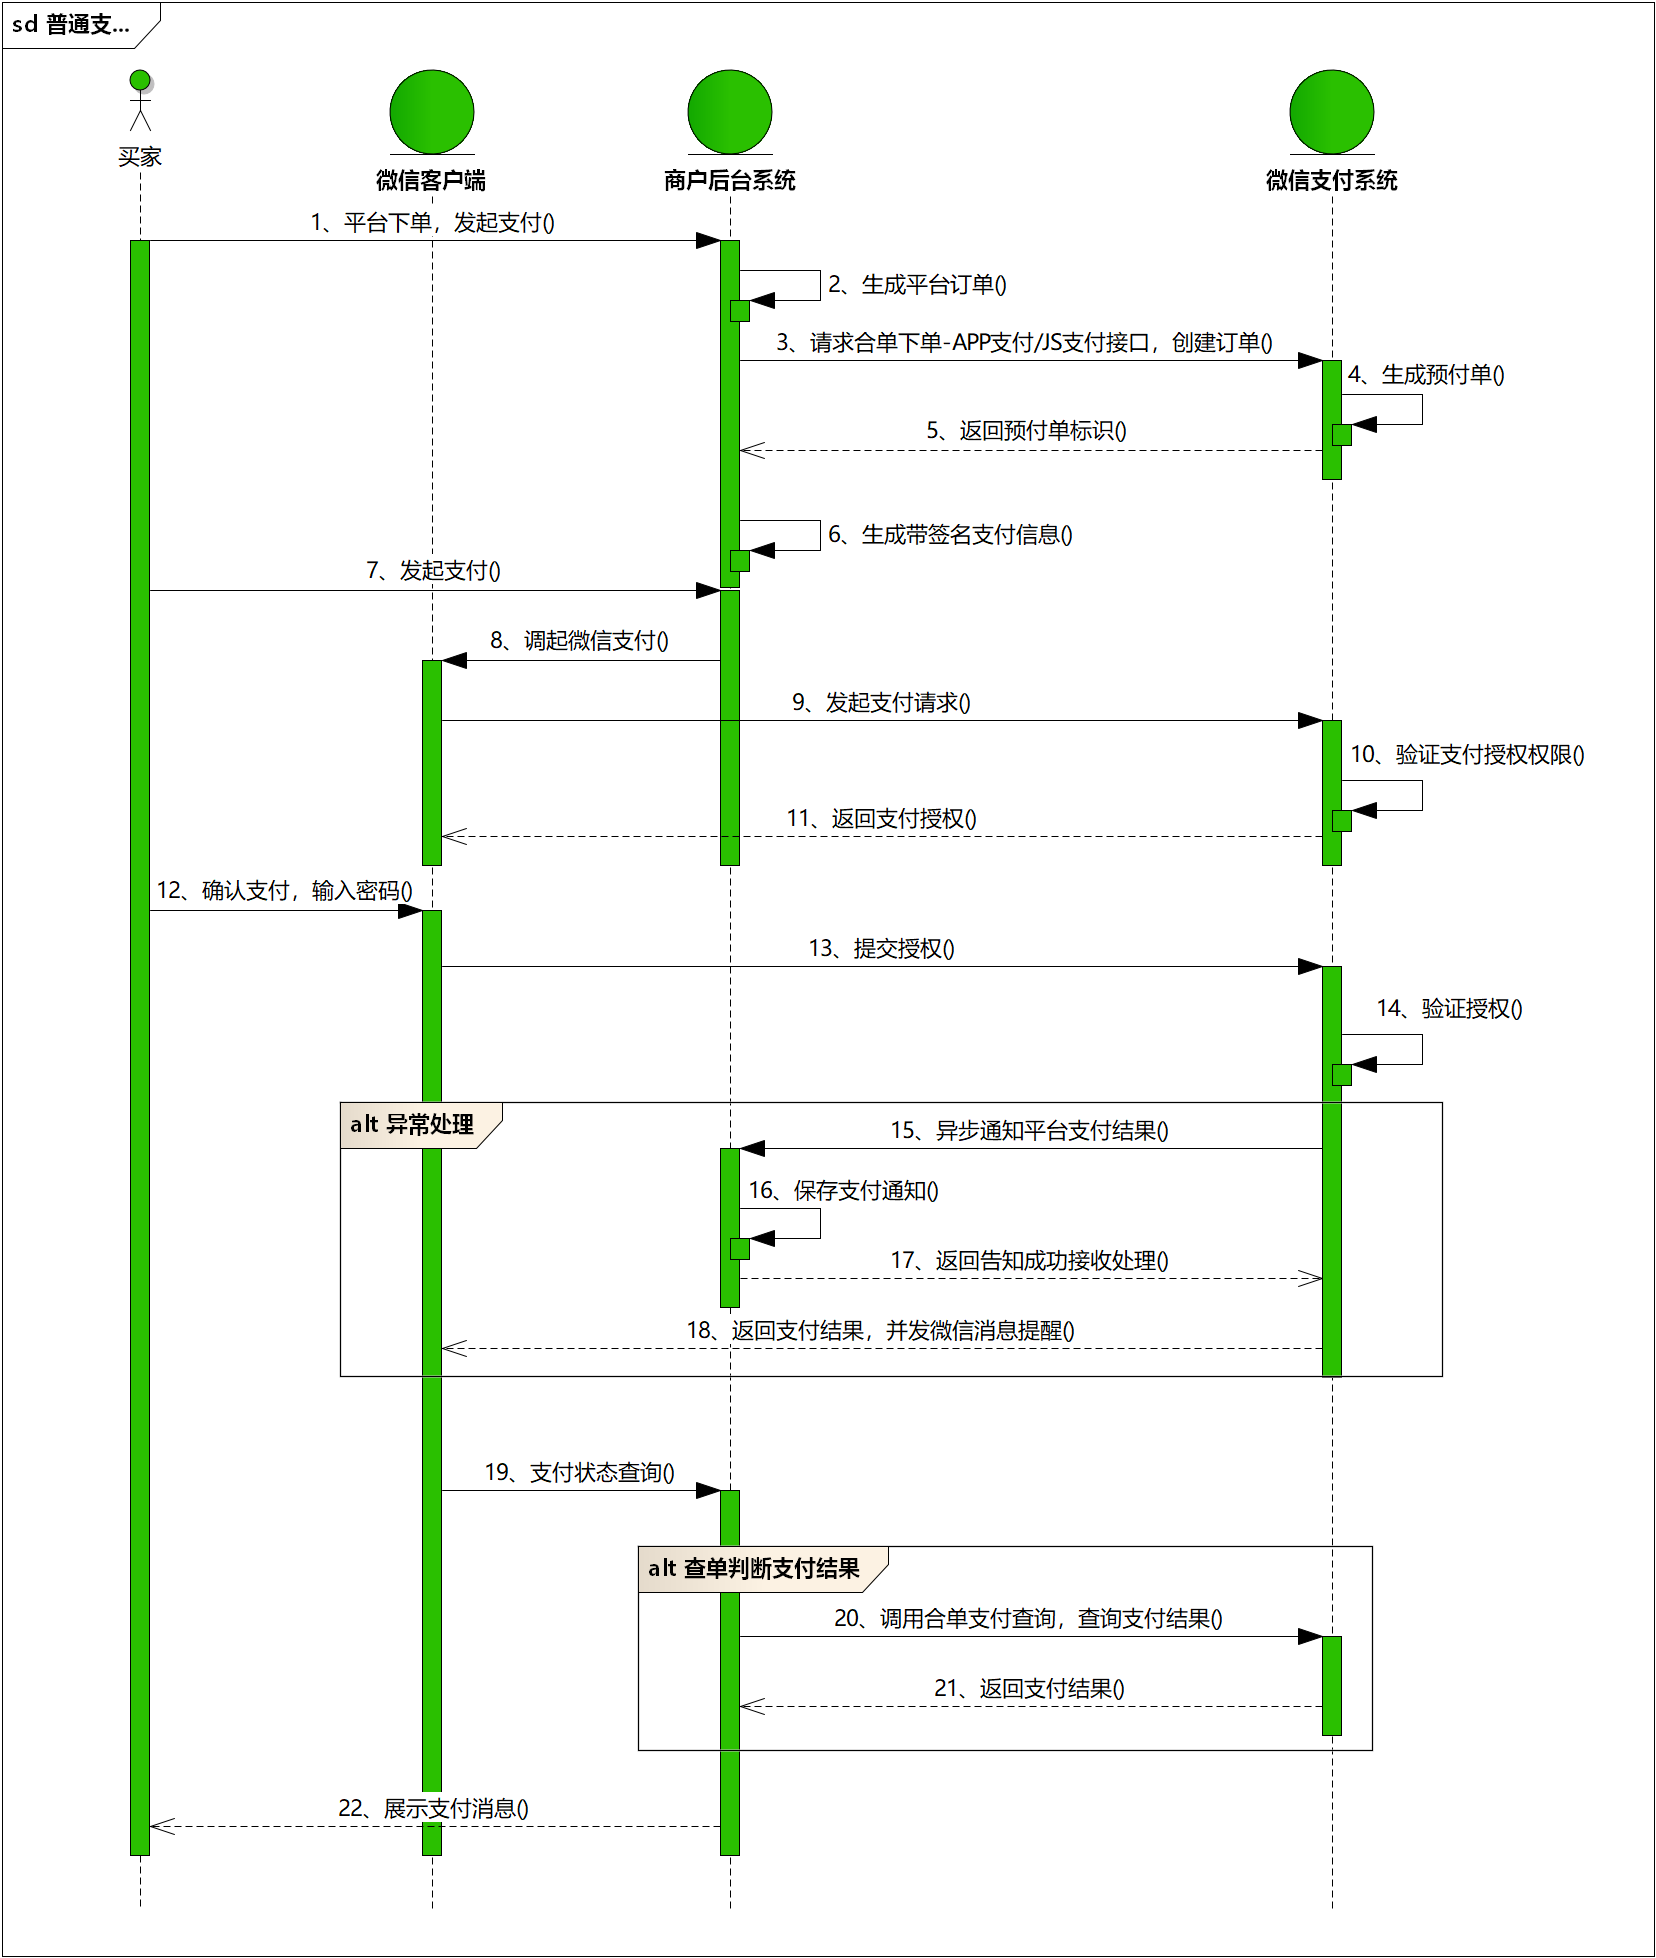 sd 普通支...
买家
微信客户端
商户后台系统
微信支付系统
1、平台下单，发起支付()
2、生成平台订单()
3、请求合单下单-APP支付/JS支付接口，创建订单()
4、生成预付单()
5、返回预付单标识()
6、生成带签名支付信息()
7、发起支付()
8、调起微信支付()
9、发起支付请求()
10、验证支付授权权限()
11、返回支付授权()
12、确认支付，输入密码()
13、提交授权()
14、验证授权()
alt 异常处理
15、异步通知平台支付结果()
16、保存支付通知()
17、返回告知成功接收处理()
18、返回支付结果，并发微信消息提醒()
19、支付状态查询()
alt 查单判断支付结果
20、调用合单支付查询，查询支付结果()
21、返回支付结果()
22、展示支付消息()